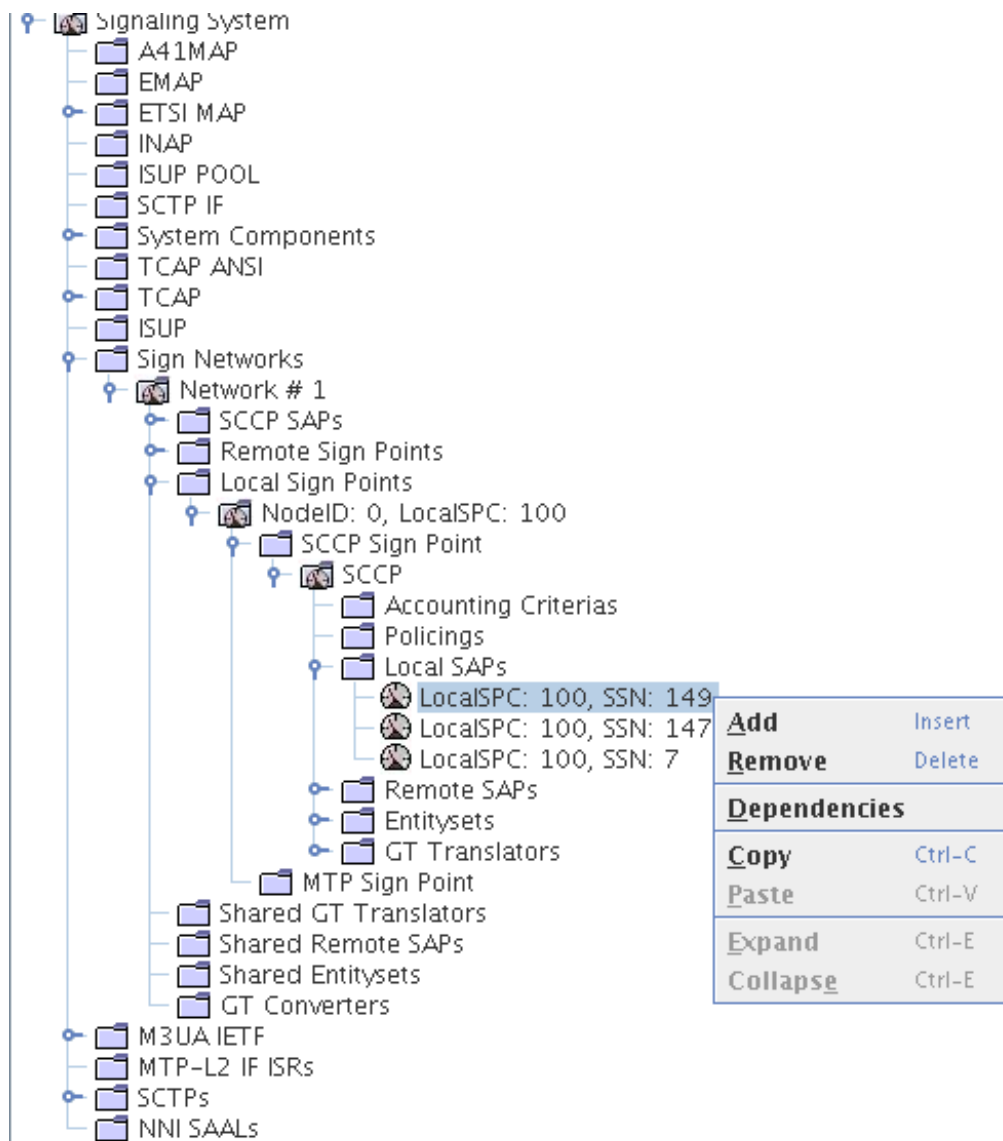 Signaling System
A41MAP
EMAP
ETSI MAP
INAP
ISUP POOL
SCTP IF
System Components
TCAP ANSI
TCAP
ISUP
Sign Networks
Network # 1
SCCP SAPs
Remote Sign Points
Local Sign Points
NodeID: 0, LocalSPC: 100
SCCP Sign Point
SCCP
Accounting Criterias
Policings
Local SAPs
LocalSPC: 100, SSN: 149
LocalSPC: 100, SSN: 147
LocalSPC: 100, SSN: 7
Remote SAPs
Entitysets
GT Translators
MTP Sign Point
Shared GT Translators
Shared Remote SAPs
Shared Entitysets
GT Converters
M3UA IETF
MTP-L2 IF ISRs
SCTPs
NNI SAALs
Add Insert
Remove Delete
Dependencies
Copy Ctrl-C
Paste Ctrl-V
Expand Ctrl-E
Collapse Ctrl-E